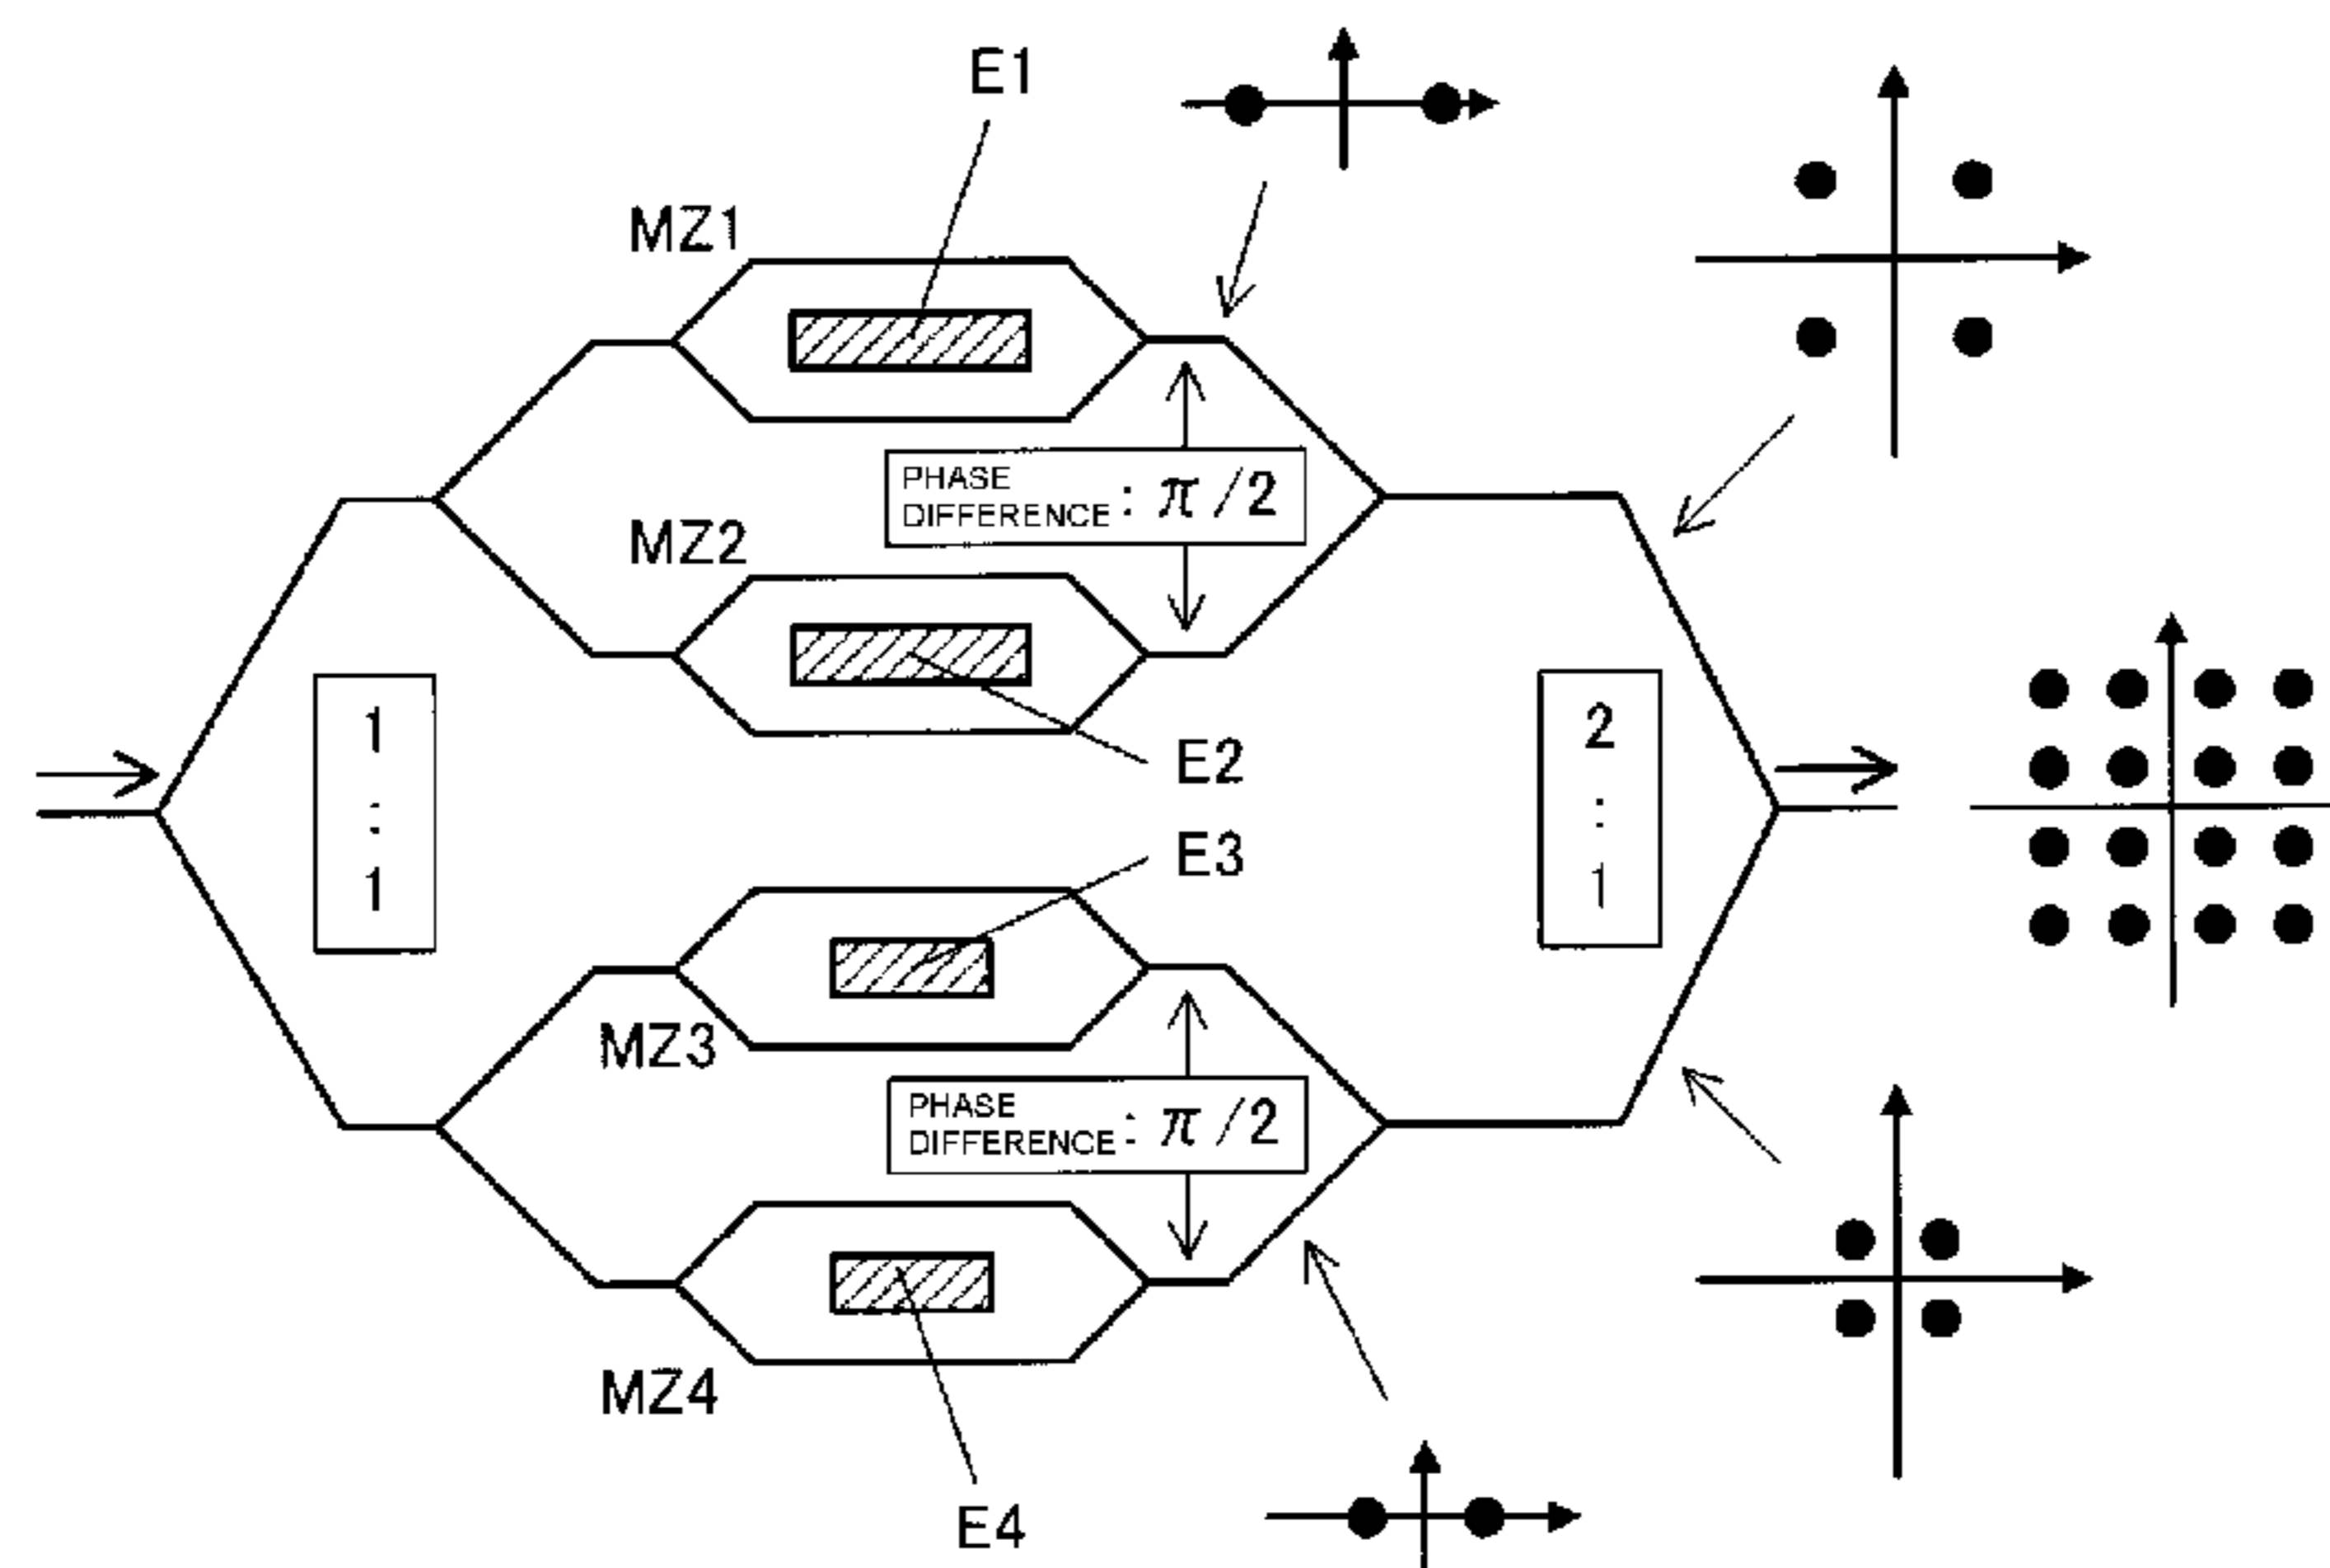 E1
MZ1
PHASE
DIFFERENCE : π/2
MZ2
1
:
1
2
:
1
E2
E3
MZ3
PHASE
DIFFERENCE : π/2
MZ4
E4